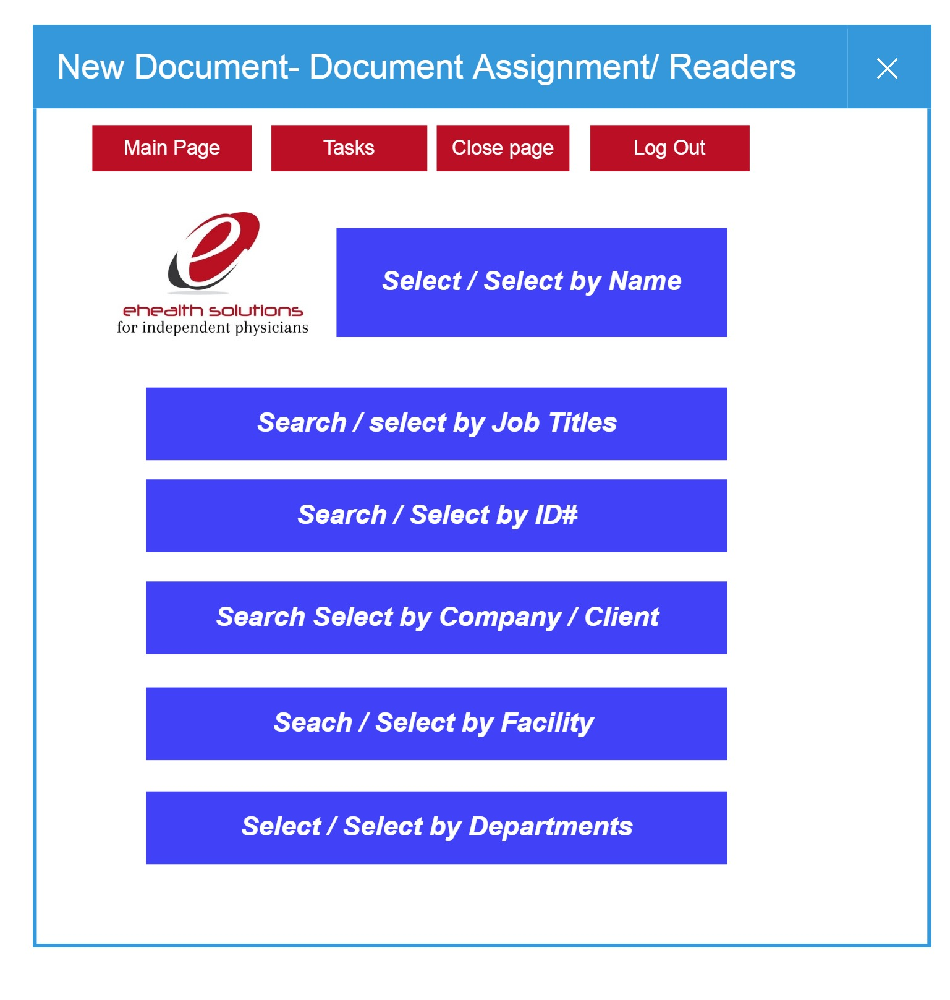 New Document- Document Assignment/ Readers
Main Page
Tasks
Close page
Log Out
ehealth solutions
for independent physicians
Select / Select by Name
Search / select by Job Titles
Search / Select by ID#
Search Select by Company / Client
Seach / Select by Facility
Select / Select by Departments